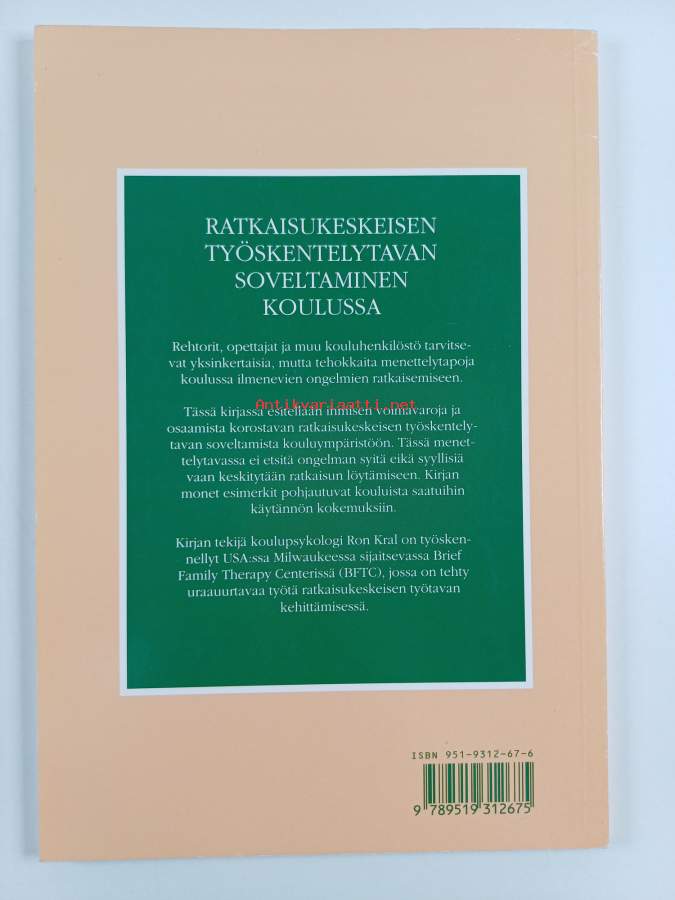 RATKAISUKESKEISEN
TYÖSKENTELYTAVAN
SOVELTAMINEN
KOULUSSA
Rehtorit, opettajat ja muu kouluhenkilöstö tarvitse-
vat yksinkertaisia, mutta tehokkaita menettelytapoja
koulussa ilmenevien ongelmien ratkaisemiseen.
Antikvariaatti.net
Tässä kirjassa esitellään ihmisen voimavaroja ja
osaamista korostavan ratkaisukeskeisen työskentely-
tavan soveltamista kouluympäristöön. Tässä menet-
telytavassa ei etsitä ongelman syitä eikä syyllisiä
vaan keskitytään ratkaisun löytämiseen. Kirjan
monet esimerkit pohjautuvat kouluista saatuihin
käytännön kokemuksiin.
Kirjan tekijä koulupsykologi Ron Kral on työsken-
nellyt USA:ssa Milwaukeessa sijaitsevassa Brief
Family Therapy Centerissä (BFTC), jossa on tehty
uraauurtavaa työtä ratkaisukeskeisen työtavan
kehittämisessä.
ISBN 951-9312-67-6
9 789519 312675